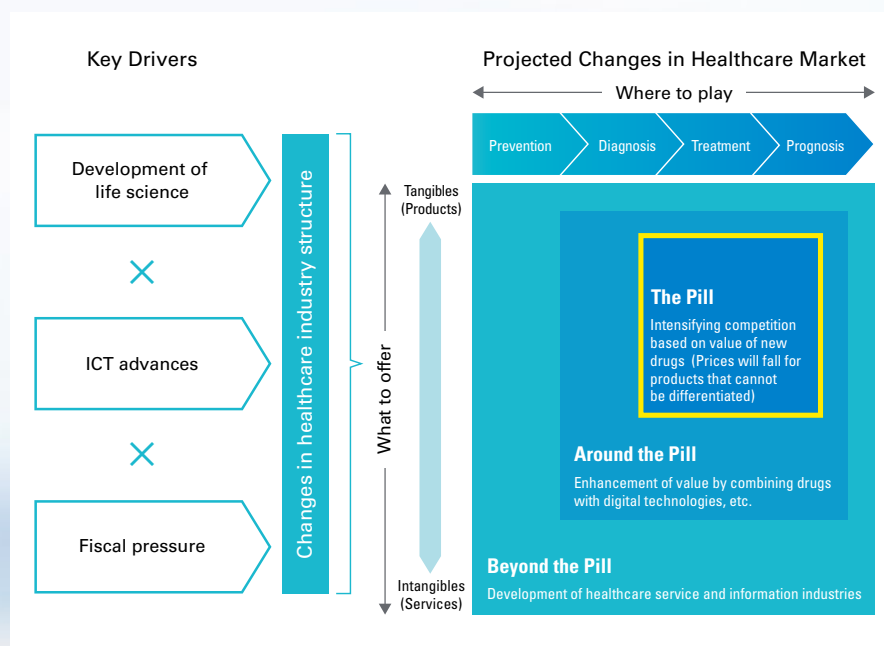 Key Drivers
Development of
life science
×
ICT advances
×
Fiscal pressure
Changes in healthcare industry structure
Projected Changes in Healthcare Market
Where to play
Prevention
Diagnosis
Treatment
Prognosis
What to offer
Tangibles
(Products)
Intangibles
(Services)
The Pill
Intensifying competition
based on value of new
drugs (Prices will fall for
products that cannot
be differentiated)
Around the Pill
Enhancement of value by combining drugs
with digital technologies, etc.
Beyond the Pill
Development of healthcare service and information industries